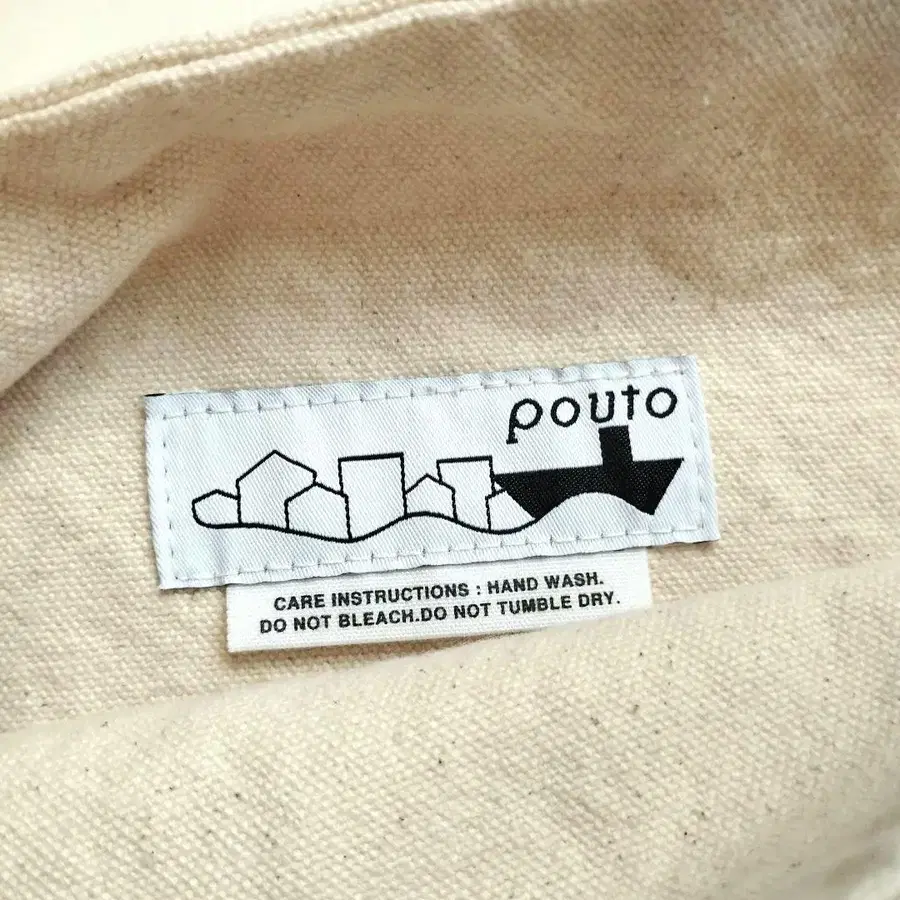 pouto
CARE INSTRUCTIONS : HAND WASH.
DO NOT BLEACH.DO NOT TUMBLE DRY.